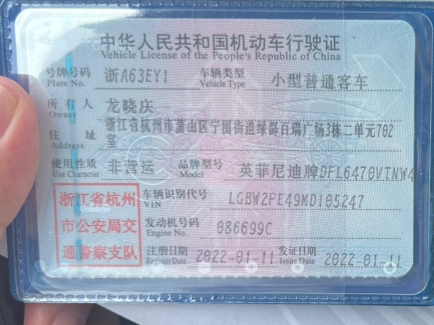 中华人民共和国机动车行驶证
Vehicle License of the People's Republic of China
号牌号码 浙A63EY1 车辆类型 小型普通客车
Plate No. Vehicle Type
所有人 龙晓庆
Owner
住址 浙江省杭州市萧山区宁围街道绿都百瑞广场3栋二单元702
Address 室
使用性质 非营运 品牌型号 英菲尼迪牌DFL6470VTNW4
Use Character Model
浙江省杭州
市公安局交
通警察支队
车辆识别代号 LGBW2PE49MD105247
VIN
发动机号码 086699C
Engine No.
注册日期 2022-01-11 发证日期 2022-01-11
Register Date Issue Date